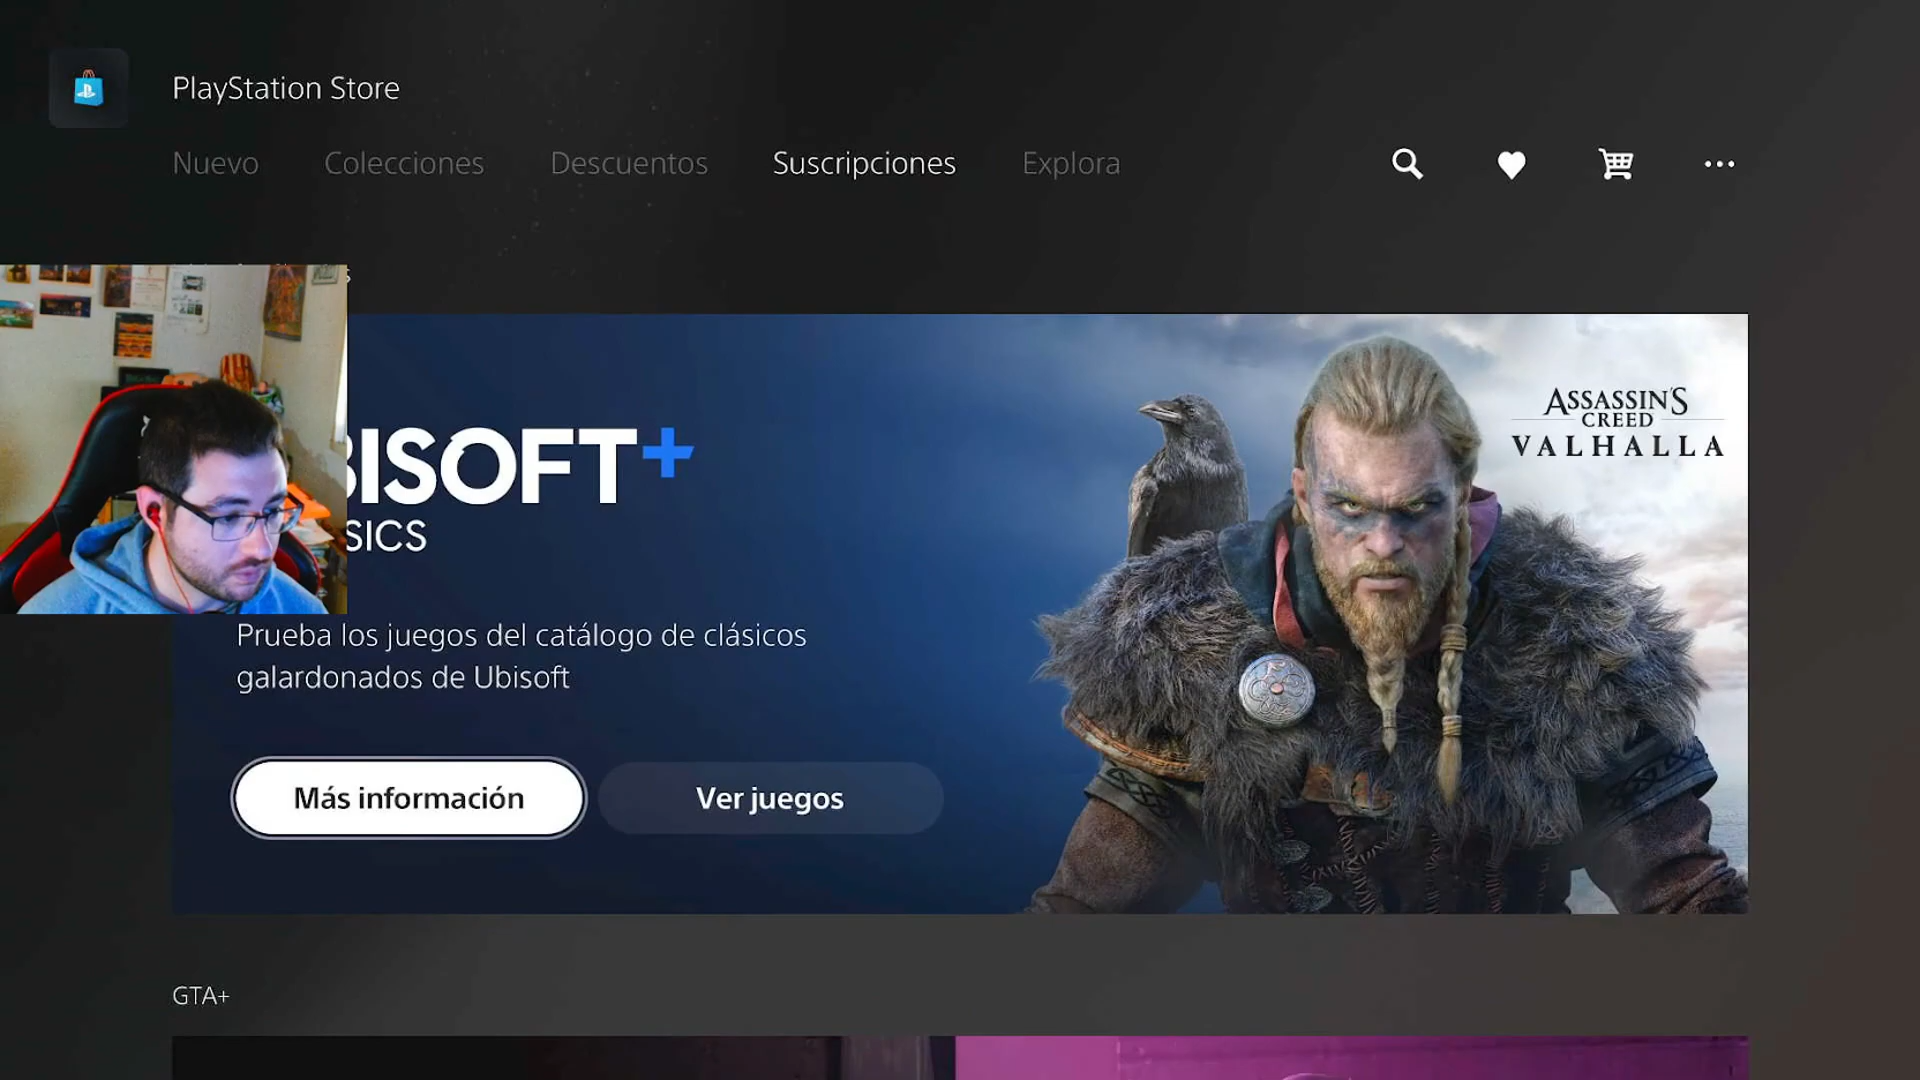 PlayStation Store
Nuevo Colecciones Descuentos Suscripciones Explora
ASSASSIN'S
CREED
VALHALLA
BISOFT+
SICS
Prueba los juegos del catálogo de clásicos
galardonados de Ubisoft
Más información Ver juegos
GTA+